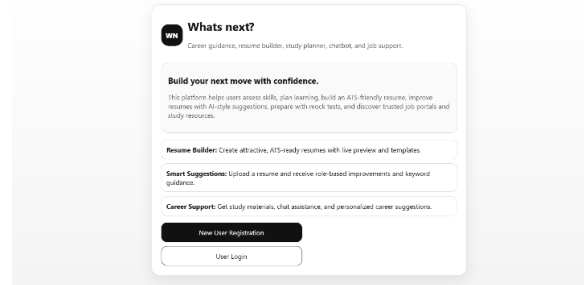 WN
Whats next?
Career guidance, resume builder, study planner, chatbot, and job support.
Build your next move with confidence.
This platform helps users assess skills, plan learning, build an ATS-friendly resume, improve
resumes with AI-style suggestions, prepare with mock tests, and discover trusted job portals and
study resources.
Resume Builder: Create attractive, ATS-ready resumes with live preview and templates.
Smart Suggestions: Upload a resume and receive role-based improvements and keyword
guidance.
Career Support: Get study materials, chat assistance, and personalized career suggestions.
New User Registration
User Login